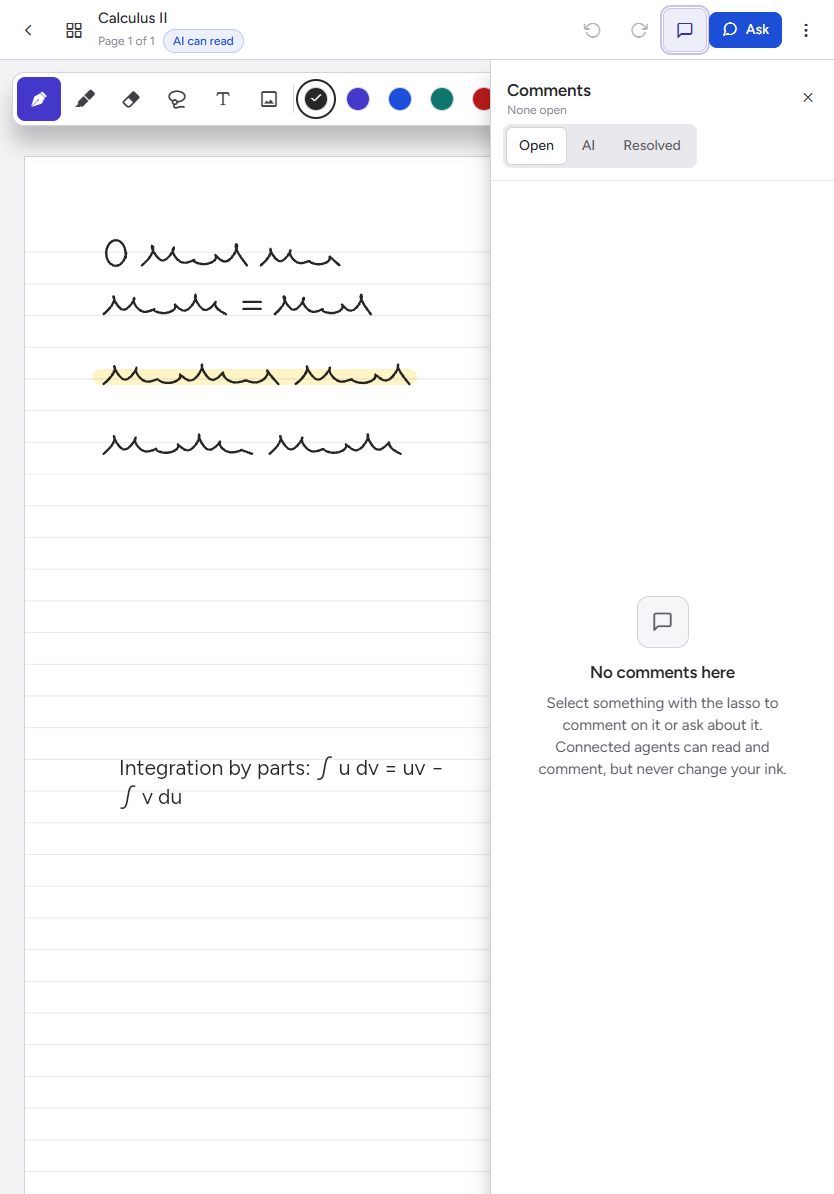 Calculus II
Page 1 of 1 AI can read
Ask
T
Comments
None open
Open AI Resolved
0
=
Integration by parts: ∫ u dv = uv −
∫ v du
No comments here
Select something with the lasso to
comment on it or ask about it.
Connected agents can read and
comment, but never change your ink.